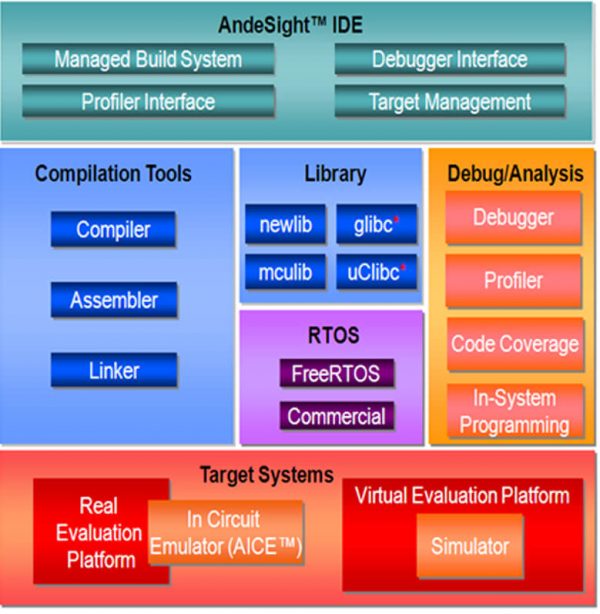 AndeSight™ IDE
Managed Build System
Debugger Interface
Profiler Interface
Target Management
Compilation Tools
Compiler
Assembler
Linker
Library
newlib
glibc*
mculib
uClibc*
RTOS
FreeRTOS
Commercial
Debug/Analysis
Debugger
Profiler
Code Coverage
In-System
Programming
Target Systems
Real
Evaluation
Platform
In Circuit
Emulator (AICE™)
Virtual Evaluation Platform
Simulator